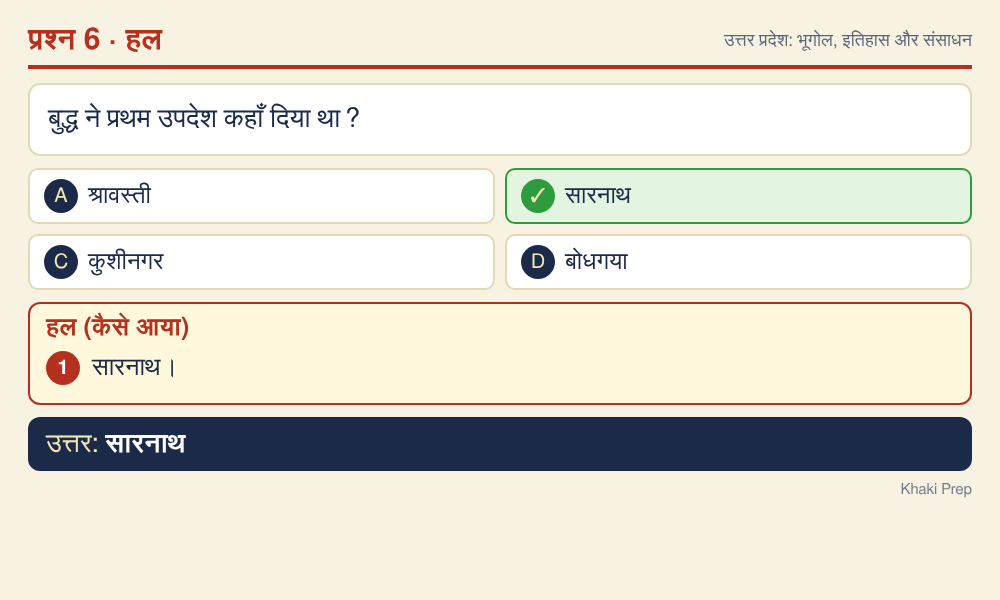 प्रश्न 6 · हल
उत्तर प्रदेश: भूगोल, इतिहास और संसाधन
बुद्ध ने प्रथम उपदेश कहाँ दिया था ?
A श्रावस्ती
✓ सारनाथ
C कुशीनगर
D बोधगया
हल (कैसे आया)
1 सारनाथ।
उत्तर: सारनाथ
Khaki Prep